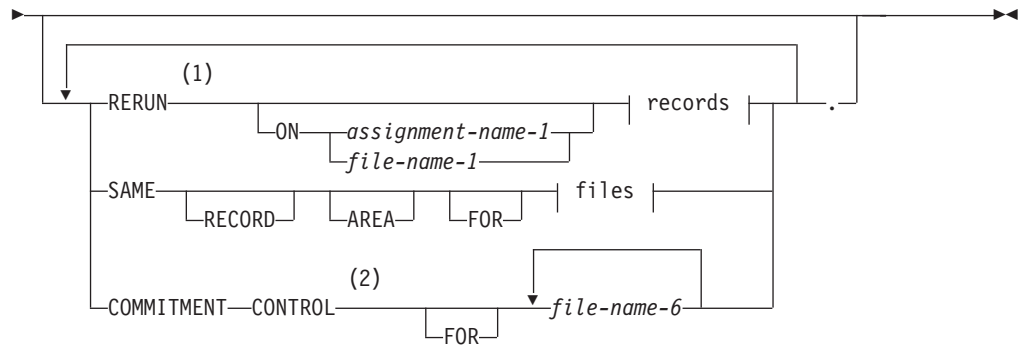 (1)
RERUN records .
ON assignment-name-1
file-name-1
SAME files
RECORD AREA FOR
(2)
COMMITMENT CONTROL file-name-6
FOR